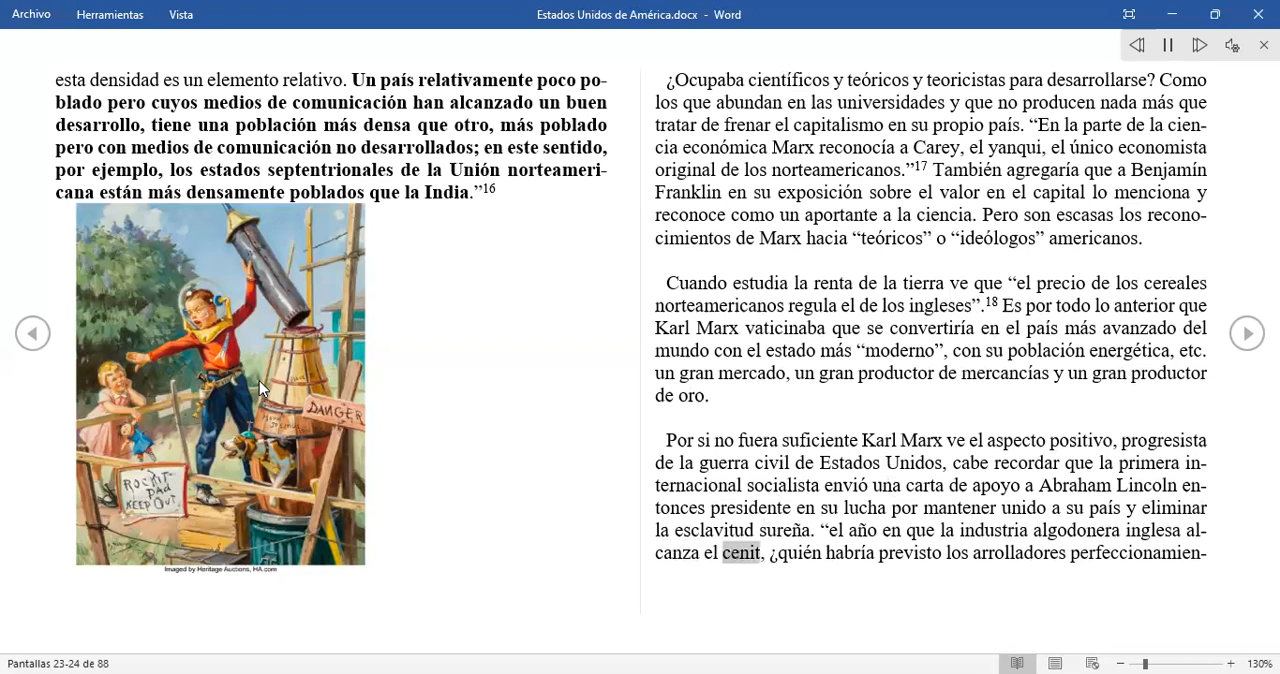 Archivo Herramientas Vista Estados Unidos de América.docx - Word
esta densidad es un elemento relativo. Un país relativamente poco po-
blado pero cuyos medios de comunicación han alcanzado un buen
desarrollo, tiene una población más densa que otro, más poblado
pero con medios de comunicación no desarrollados; en este sentido,
por ejemplo, los estados septentrionales de la Unión norteameri-
cana están más densamente poblados que la India.”16
DANGER
ROCKIT-
PAD
KEEP OUT
Imaged by Heritage Auctions, HA.com
¿Ocupaba científicos y teóricos y teoricistas para desarrollarse? Como
los que abundan en las universidades y que no producen nada más que
tratar de frenar el capitalismo en su propio país. “En la parte de la cien-
cia económica Marx reconocía a Carey, el yanqui, el único economista
original de los norteamericanos.”17 También agregaría que a Benjamín
Franklin en su exposición sobre el valor en el capital lo menciona y
reconoce como un aportante a la ciencia. Pero son escasas los recono-
cimientos de Marx hacia “teóricos” o “ideólogos” americanos.
Cuando estudia la renta de la tierra ve que “el precio de los cereales
norteamericanos regula el de los ingleses”.18 Es por todo lo anterior que
Karl Marx vaticinaba que se convertiría en el país más avanzado del
mundo con el estado más “moderno”, con su población energética, etc.
un gran mercado, un gran productor de mercancías y un gran productor
de oro.
Por si no fuera suficiente Karl Marx ve el aspecto positivo, progresista
de la guerra civil de Estados Unidos, cabe recordar que la primera in-
ternacional socialista envió una carta de apoyo a Abraham Lincoln en-
tonces presidente en su lucha por mantener unido a su país y eliminar
la esclavitud sureña. “el año en que la industria algodonera inglesa al-
canza el cenit, ¿quién habría previsto los arrolladores perfeccionamien-
Pantallas 23-24 de 88 130%